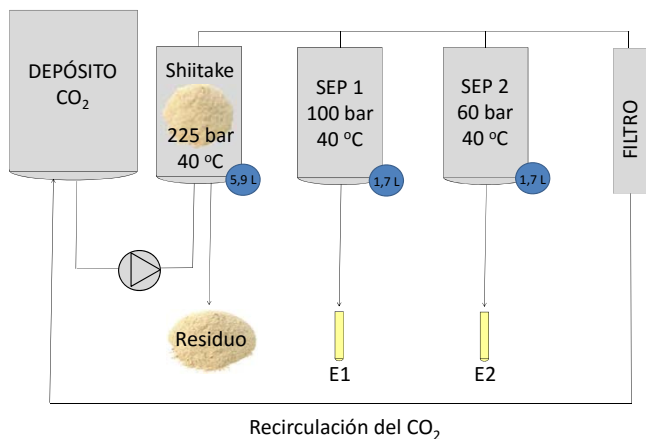 DEPÓSITO
CO₂
Shiitake
225 bar
40 ºC
5,9 L
SEP 1
100 bar
40 ºC
1,7 L
SEP 2
60 bar
40 ºC
1,7 L
FILTRO
Residuo
E1
E2
Recirculación del CO₂